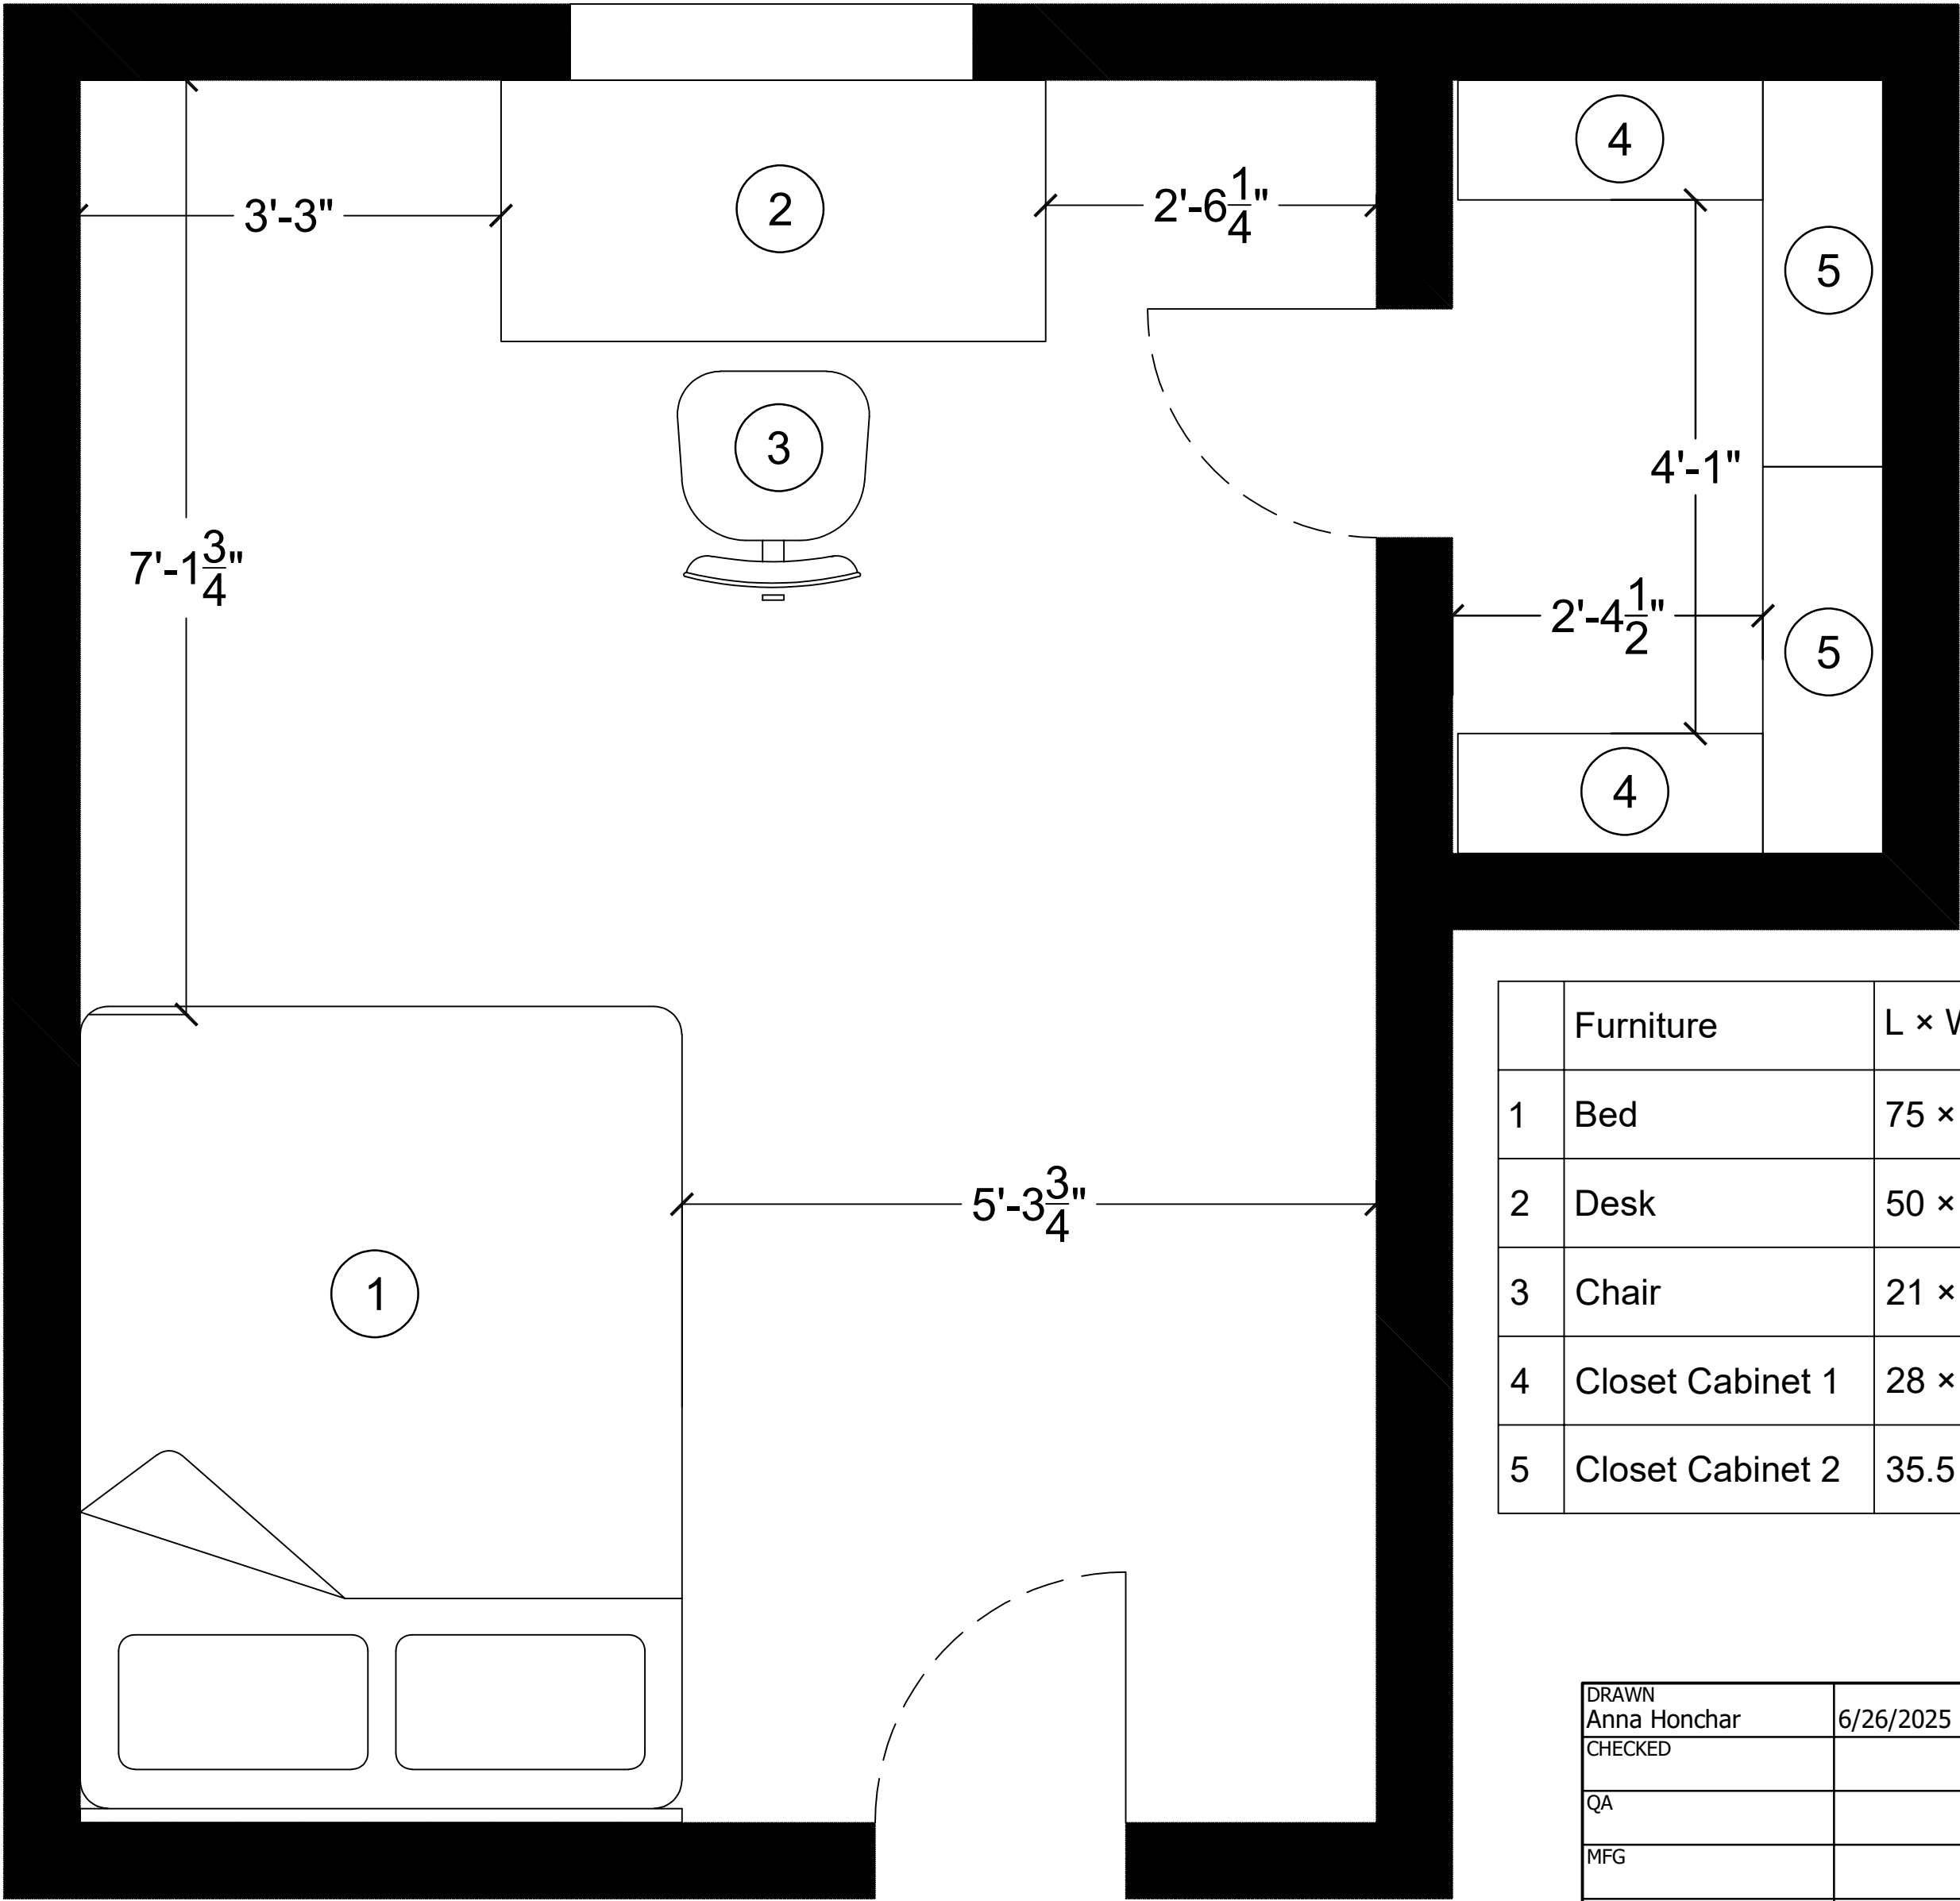 4
3'-3"
2
2'-6 1/4"
5
3
4'-1"
7'-1 3/4"
2'-4 1/2"
5
4
5'-3 3/4"
1
Furniture L ×
1 Bed 75 ×
2 Desk 50 ×
3 Chair 21 ×
4 Closet Cabinet 1 28 ×
5 Closet Cabinet 2 35.5
DRAWN
Anna Honchar 6/26/2025
CHECKED
QA
MFG